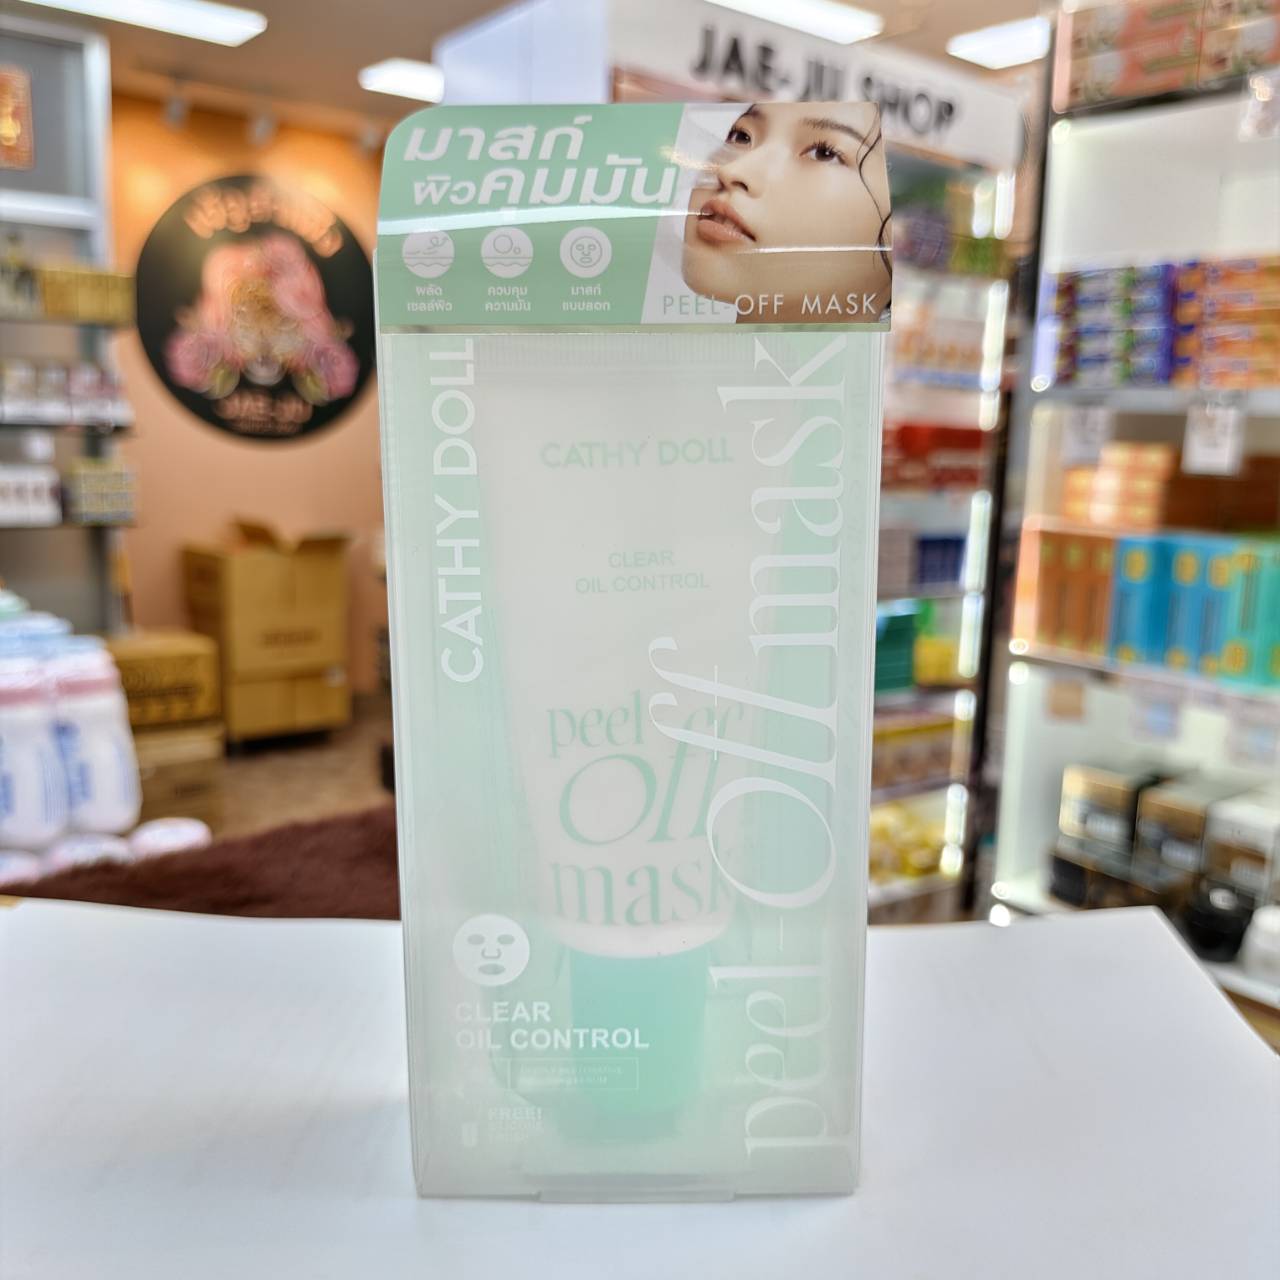 JAE-JU SHOP
มาสก์
ผิวคุมมัน
ผลัด
เซลล์ผิว
ควบคุม
ความมัน
มาสก์
แบบลอก
PEEL-OFF MASK
CATHY DOLL
CATHY DOLL
CLEAR
OIL CONTROL
peel
Off
mask
peel-Off mask
CLEAR
OIL CONTROL
FREE!
JAE-JU